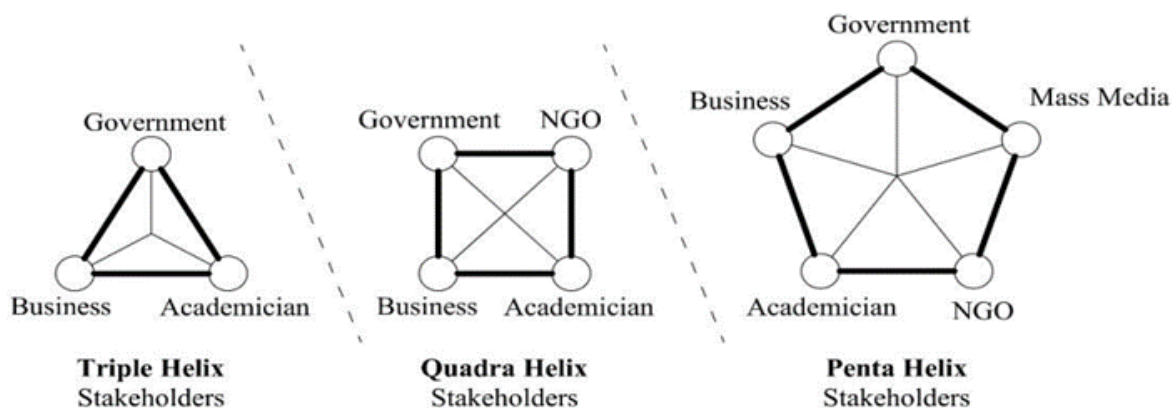 Government
Business
Academician
Triple Helix
Stakeholders
Government
NGO
Business
Academician
Quadra Helix
Stakeholders
Government
Business
Mass Media
Academician
NGO
Penta Helix
Stakeholders